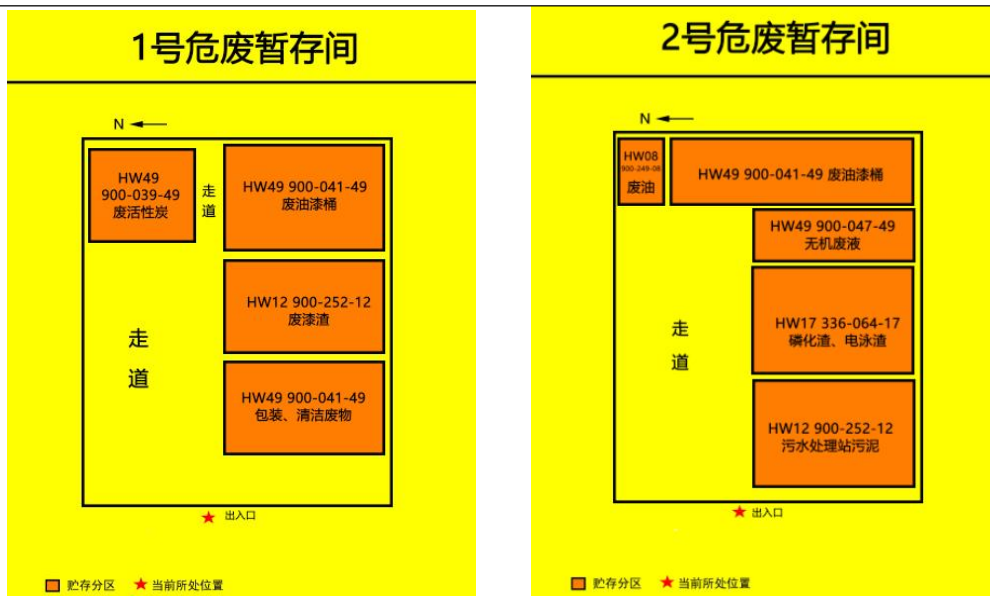 1号危废暂存间
N
HW49
900-039-49
废活性炭
走
道
HW49 900-041-49
废油漆桶
HW12 900-252-12
废漆渣
走
道
HW49 900-041-49
包装、清洁废物
出入口
贮存分区
当前所处位置
2号危废暂存间
N
HW08
900-249-08
废油
HW49 900-041-49 废油漆桶
HW49 900-047-49
无机废液
走
道
HW17 336-064-17
磷化渣、电泳渣
HW12 900-252-12
污水处理站污泥
出入口
贮存分区
当前所处位置